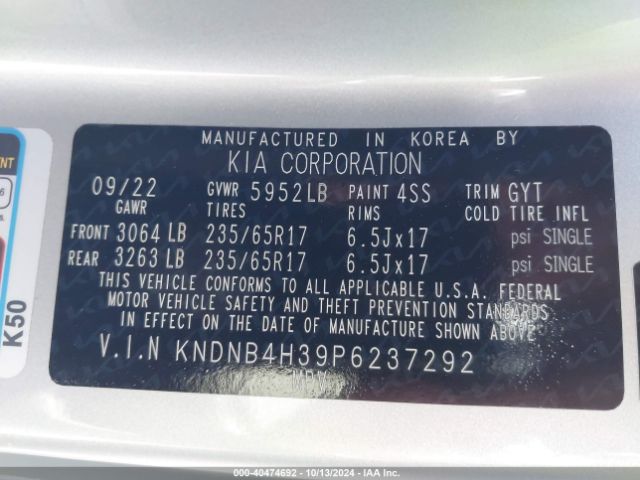 MANUFACTURED IN KOREA BY
KIA CORPORATION
09/22 GVWR 5952LB PAINT 4SS TRIM GYT
GAWR TIRES RIMS COLD TIRE INFL
FRONT 3064 LB 235/65R17 6.5Jx17 psi SINGLE
REAR 3263 LB 235/65R17 6.5Jx17 psi SINGLE
THIS VEHICLE CONFORMS TO ALL APPLICABLE U.S.A. FEDERAL
MOTOR VEHICLE SAFETY AND THEFT PREVENTION STANDARDS
IN EFFECT ON THE DATE OF MANUFACTURE SHOWN ABOVE
V.I.N KNDNB4H39P6237292
MPV
K50
000-40474692 - 10/13/2024 - IAA Inc.